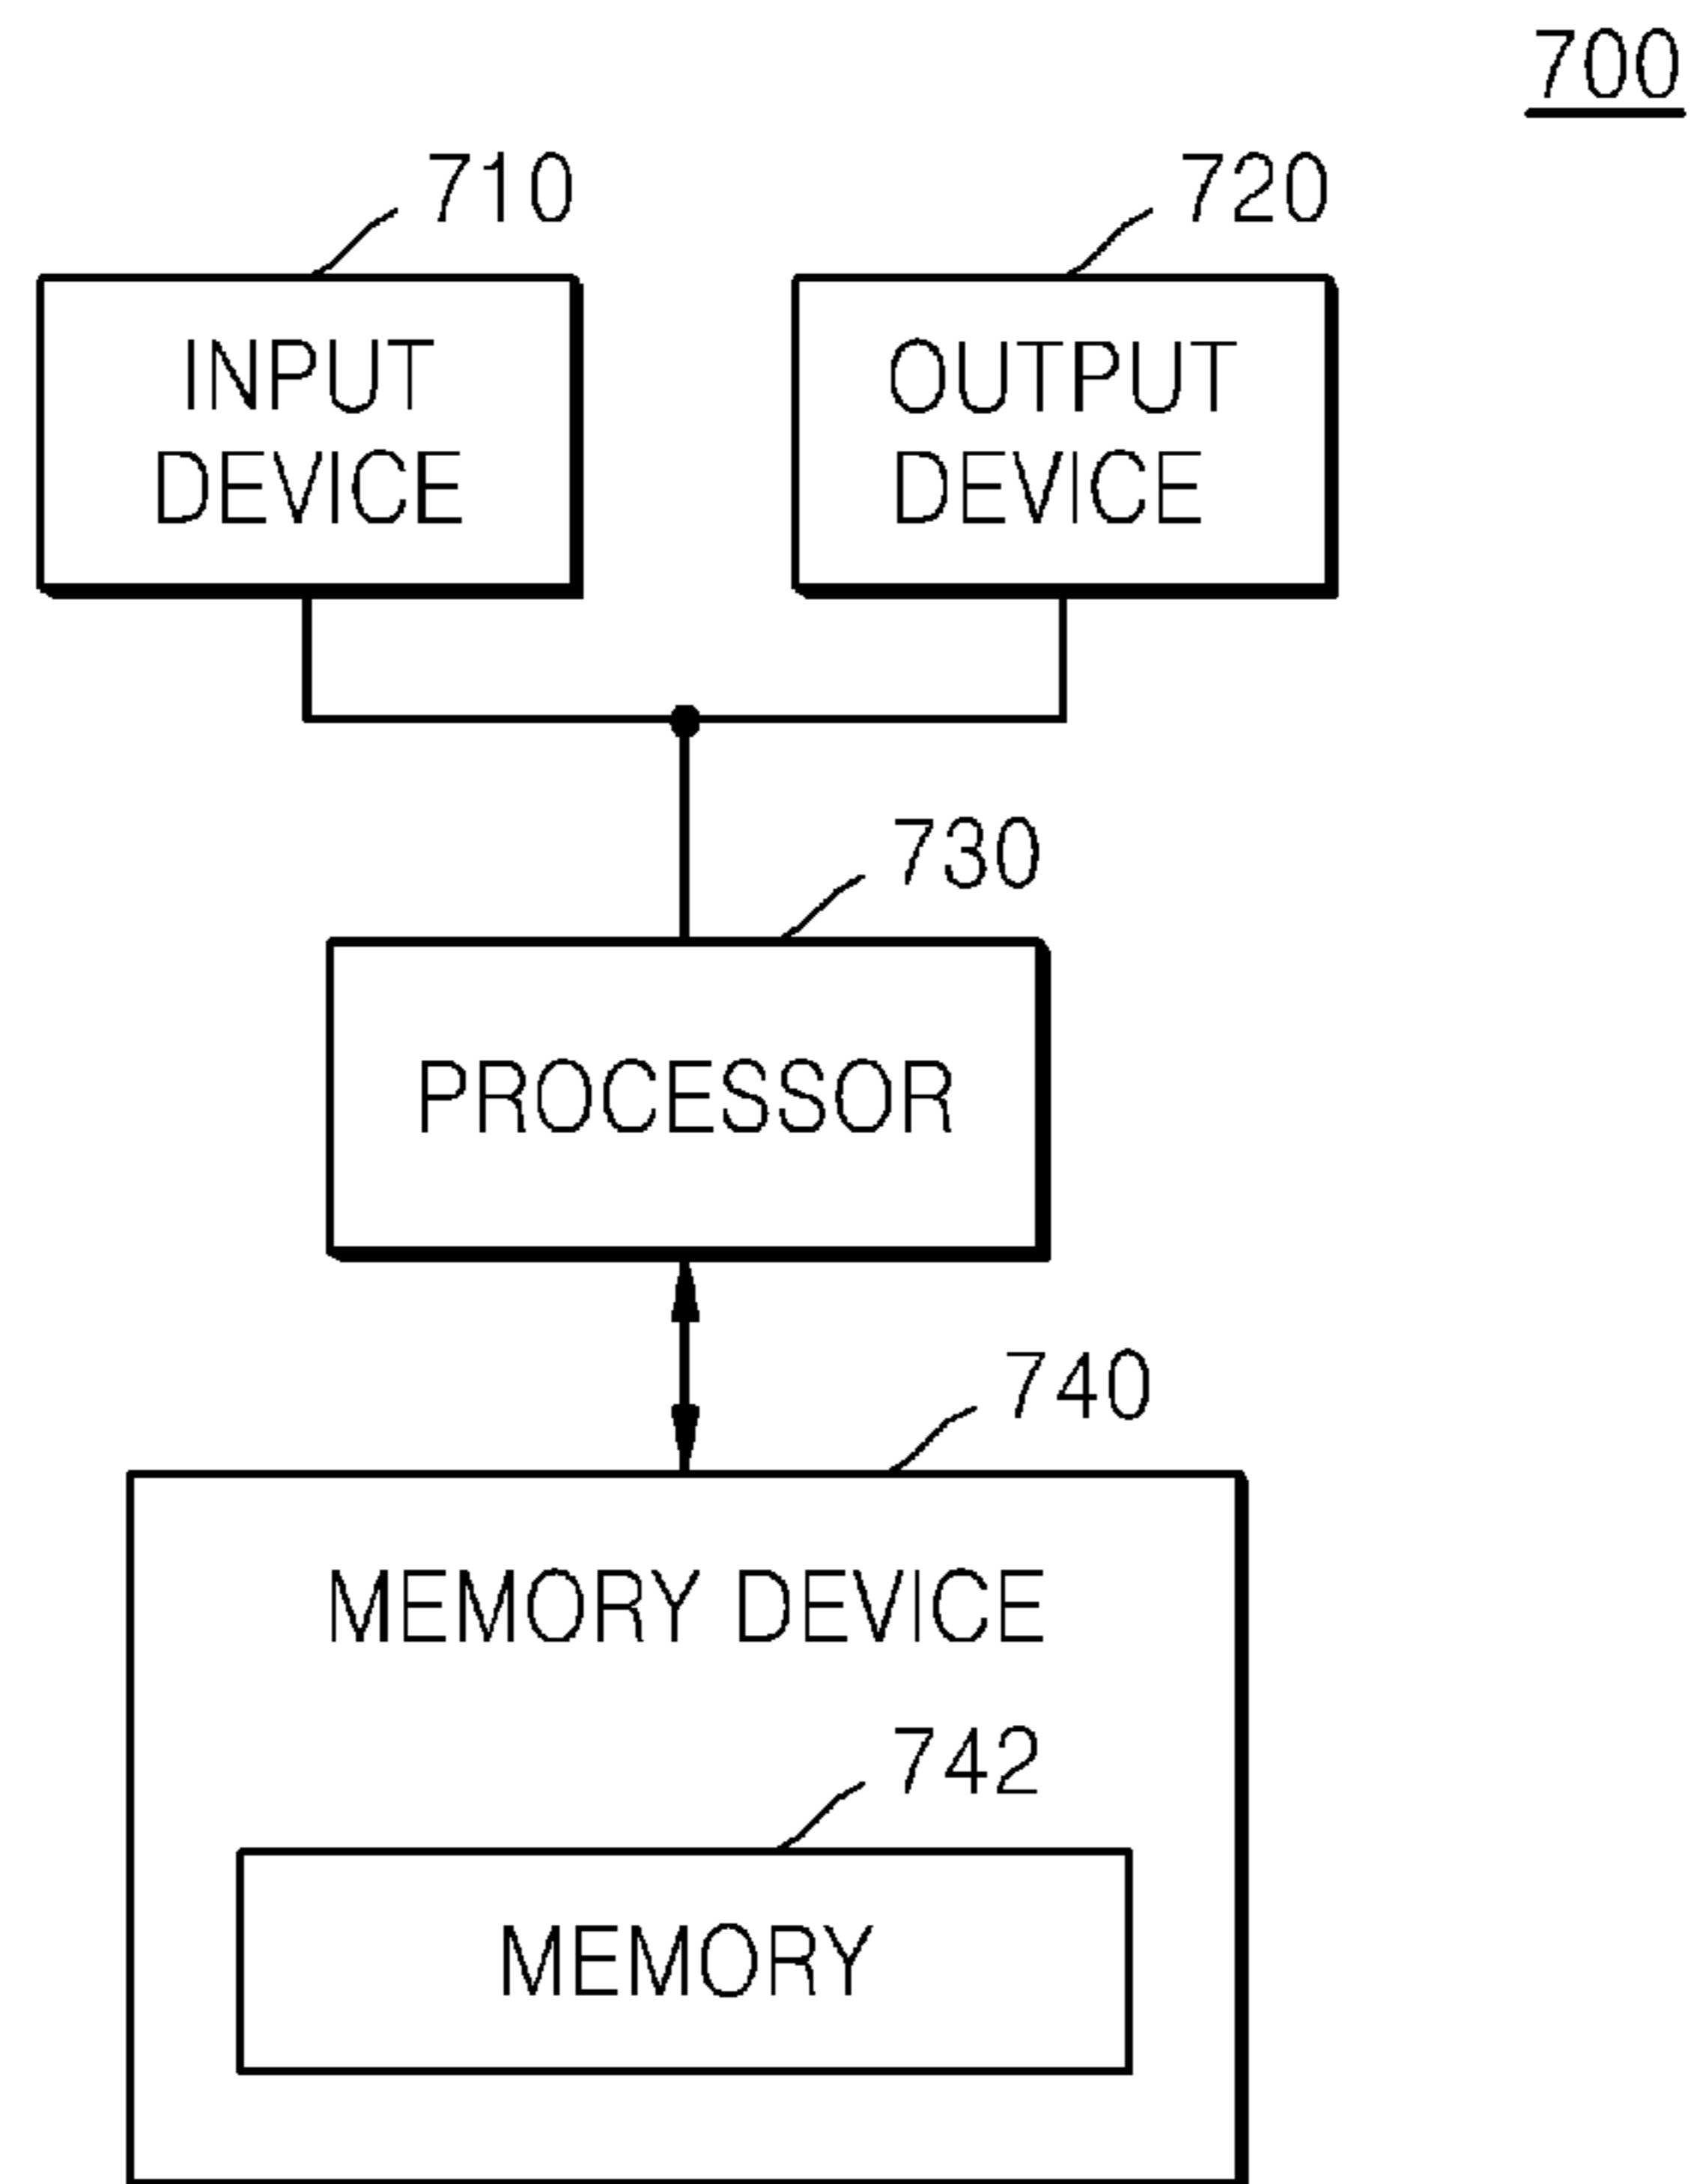 700
710
720
INPUT
DEVICE
OUTPUT
DEVICE
730
PROCESSOR
740
MEMORY DEVICE
742
MEMORY